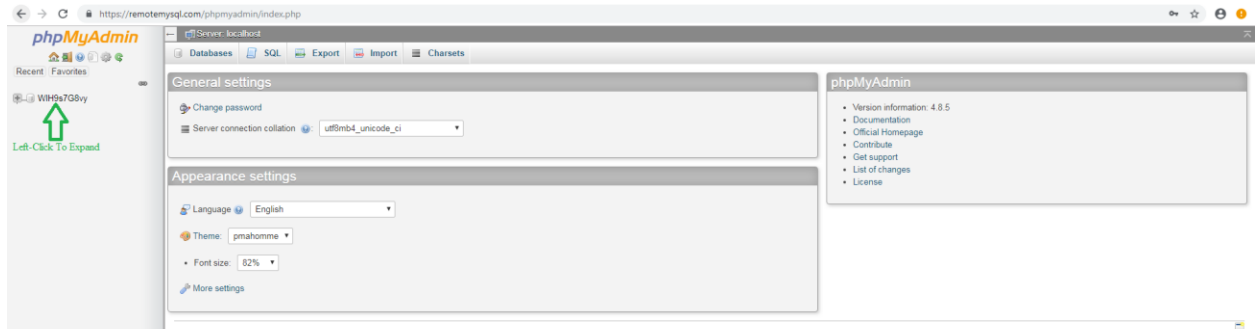 https://remotemysql.com/phpmyadmin/index.php
phpMyAdmin
Recent Favorites
WIH9s7G8vy
Left-Click To Expand
Server: localhost
Databases SQL Export Import Charsets
General settings
Change password
Server connection collation : utf8mb4_unicode_ci
Appearance settings
Language English
Theme: pmahomme
Font size: 82%
More settings
phpMyAdmin
Version information: 4.8.5
Documentation
Official Homepage
Contribute
Get support
List of changes
License